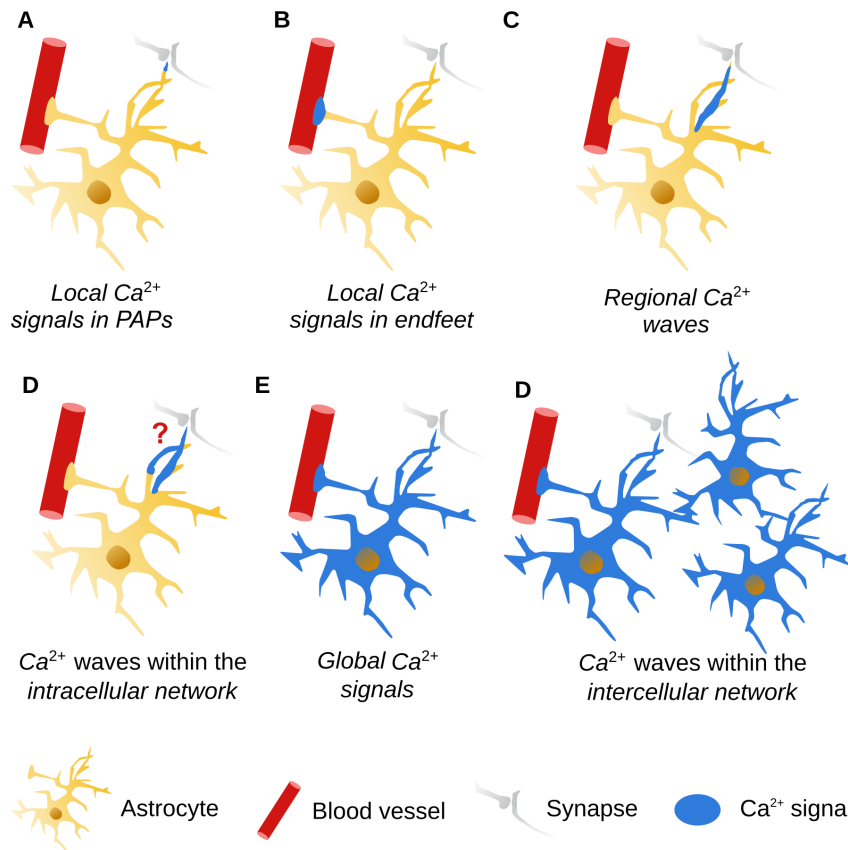 A
B
C
Local Ca²⁺
signals in PAPs
Local Ca²⁺
signals in endfeet
Regional Ca²⁺
waves
D
E
D
?
Ca²⁺ waves within the
intracellular network
Global Ca²⁺
signals
Ca²⁺ waves within the
intercellular network
Astrocyte
Blood vessel
Synapse
Ca²⁺ signa